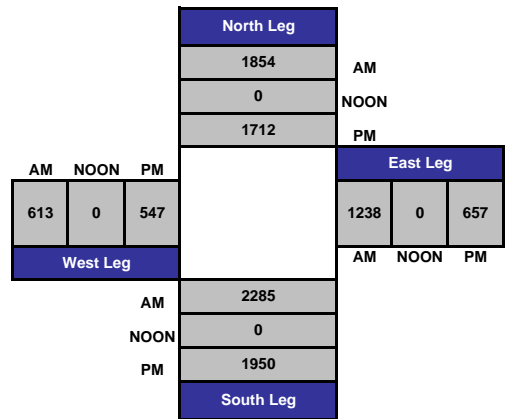 North Leg
1854 AM
0 NOON
1712 PM
AM NOON PM
613 0 547
West Leg
East Leg
1238 0 657
AM NOON PM
AM 2285
NOON 0
PM 1950
South Leg